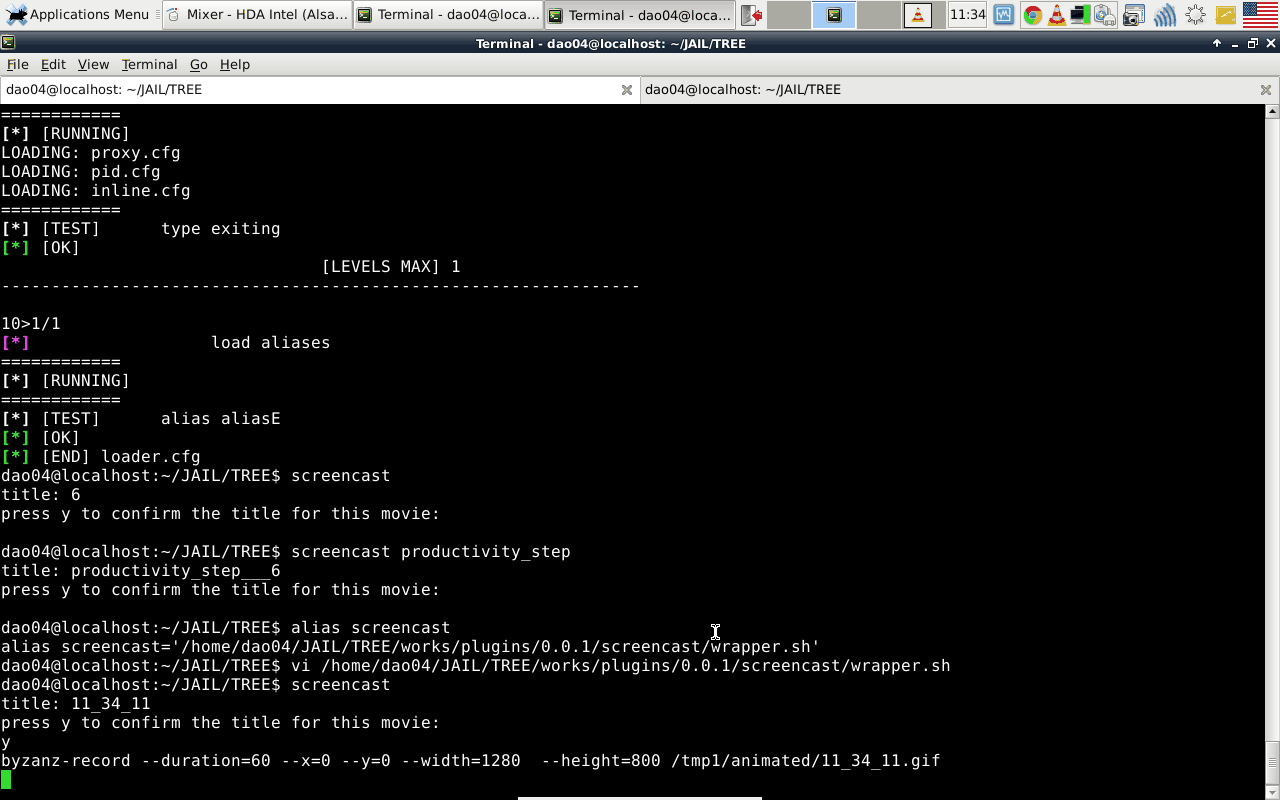 Applications Menu
Mixer - HDA Intel (Alsa...
Terminal - dao04@loca...
Terminal - dao04@loca...
11:34
Terminal - dao04@localhost: ~/JAIL/TREE
File Edit View Terminal Go Help
dao04@localhost: ~/JAIL/TREE
dao04@localhost: ~/JAIL/TREE
============
[*] [RUNNING]
LOADING: proxy.cfg
LOADING: pid.cfg
LOADING: inline.cfg
============
[*] [TEST]      type exiting
[*] [OK]
                                [LEVELS MAX] 1
----------------------------------------------------------------
10>1/1
[*]                  load aliases
============
[*] [RUNNING]
============
[*] [TEST]      alias aliasE
[*] [OK]
[*] [END] loader.cfg
dao04@localhost:~/JAIL/TREE$ screencast
title: 6
press y to confirm the title for this movie:
dao04@localhost:~/JAIL/TREE$ screencast productivity_step
title: productivity_step___6
press y to confirm the title for this movie:
dao04@localhost:~/JAIL/TREE$ alias screencast
alias screencast='/home/dao04/JAIL/TREE/works/plugins/0.0.1/screencast/wrapper.sh'
dao04@localhost:~/JAIL/TREE$ vi /home/dao04/JAIL/TREE/works/plugins/0.0.1/screencast/wrapper.sh
dao04@localhost:~/JAIL/TREE$ screencast
title: 11_34_11
press y to confirm the title for this movie:
y
byzanz-record --duration=60 --x=0 --y=0 --width=1280  --height=800 /tmp1/animated/11_34_11.gif